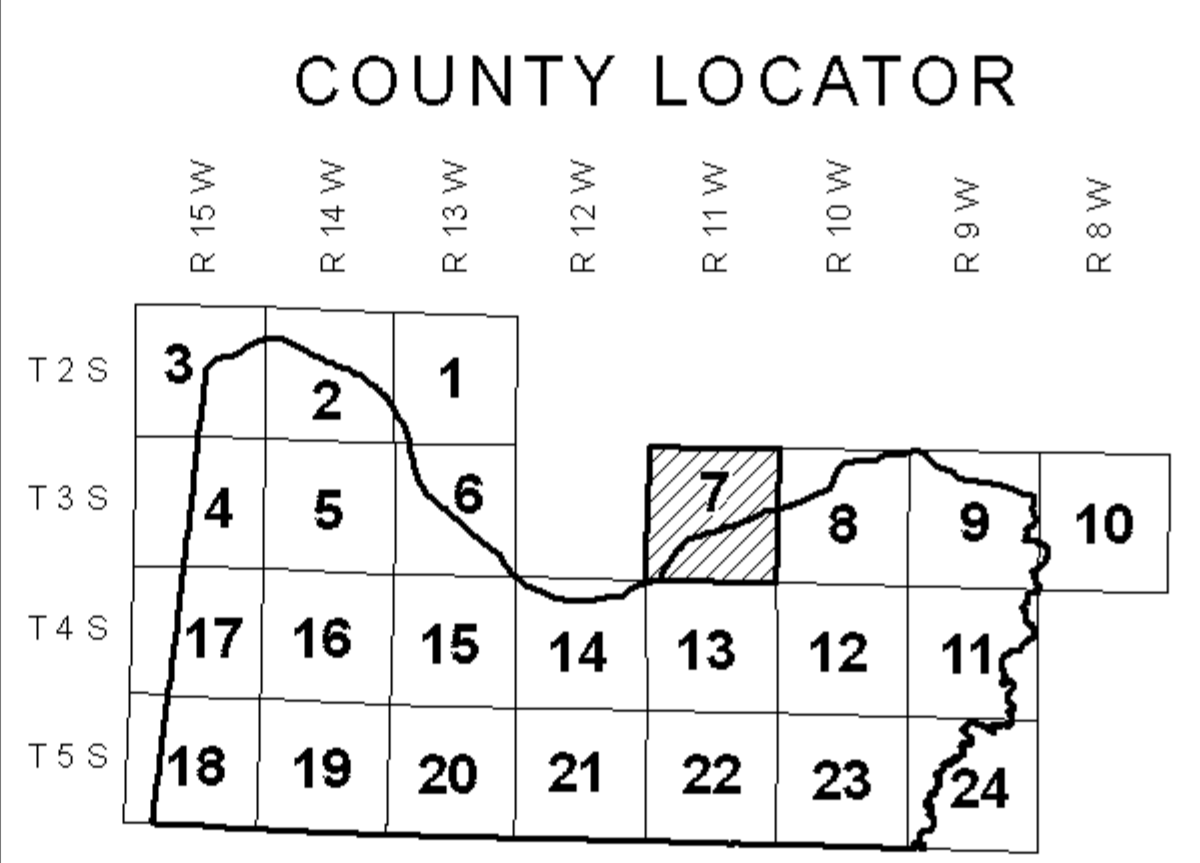 COUNTY LOCATOR
R 15 W R 14 W R 13 W R 12 W R 11 W R 10 W R 9 W R 8 W
T 2 S 3 2 1
T 3 S 4 5 6 7 8 9 10
T 4 S 17 16 15 14 13 12 11
T 5 S 18 19 20 21 22 23 24